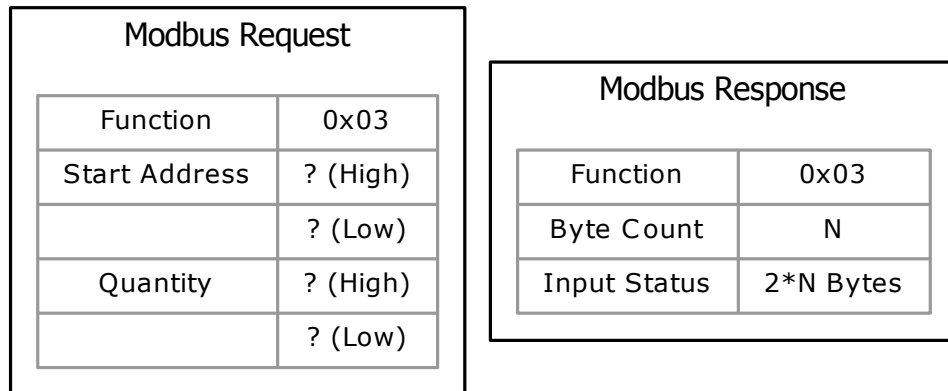 Modbus Request
Function 0x03
Start Address ? (High)
? (Low)
Quantity ? (High)
? (Low)
Modbus Response
Function 0x03
Byte Count N
Input Status 2*N Bytes